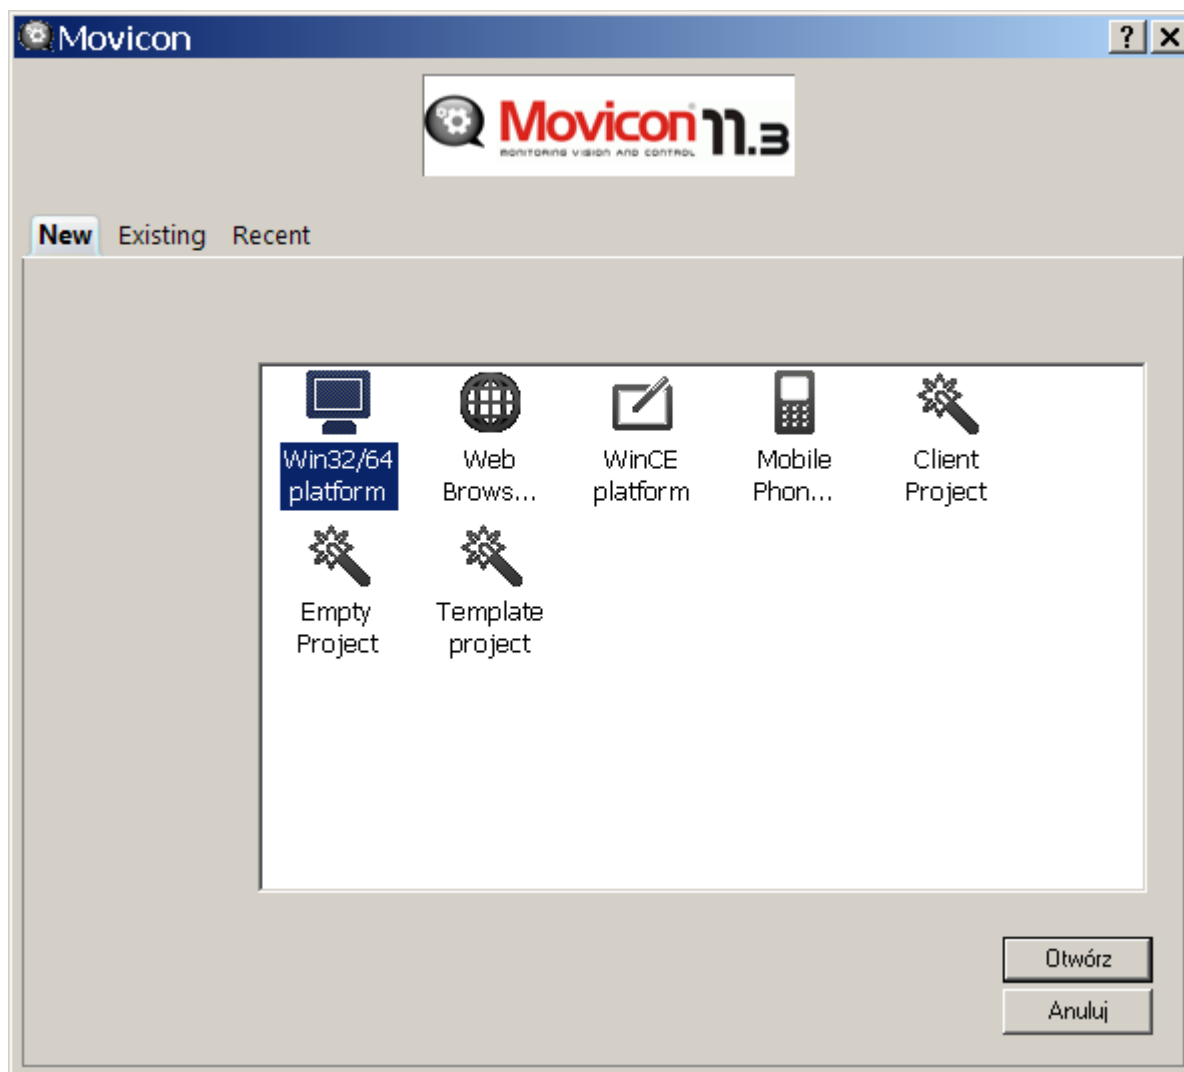 Movicon
Movicon 11.3
MONITORING VISION AND CONTROL
New Existing Recent
Win32/64 platform
Web Brows...
WinCE platform
Mobile Phon...
Client Project
Empty Project
Template project
Otwórz
Anuluj